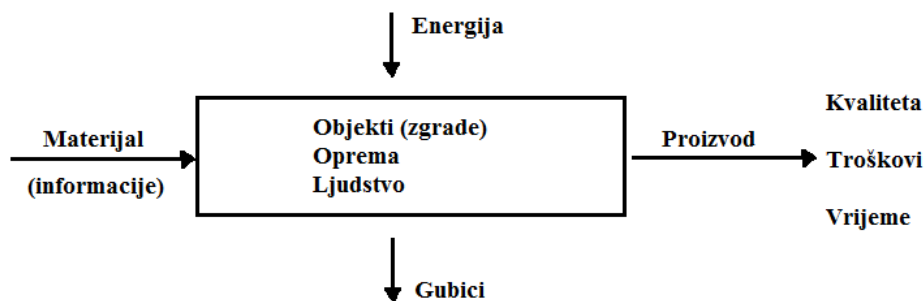 Energija
Materijal
(informacije)
Objekti (zgrade)
Oprema
Ljudstvo
Proizvod
Kvaliteta
Troškovi
Vrijeme
Gubici